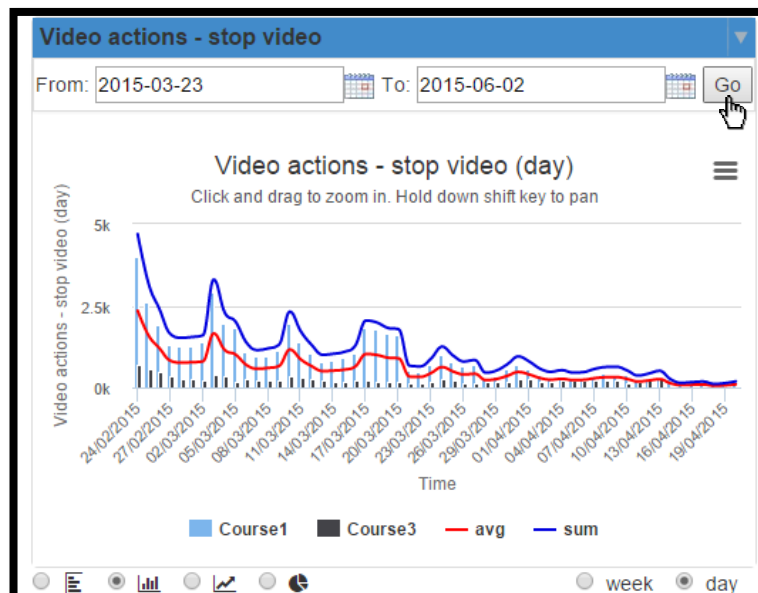 Video actions - stop video
From: 2015-03-23 To: 2015-06-02 Go
Video actions - stop video (day)
Click and drag to zoom in. Hold down shift key to pan
Video actions - stop video (day)
5k
2.5k
0k
24/02/2015 27/02/2015 02/03/2015 05/03/2015 08/03/2015 11/03/2015 14/03/2015 17/03/2015 20/03/2015 23/03/2015 26/03/2015 29/03/2015 01/04/2015 04/04/2015 07/04/2015 10/04/2015 13/04/2015 16/04/2015 19/04/2015
Time
Course1 Course3 avg sum
week day